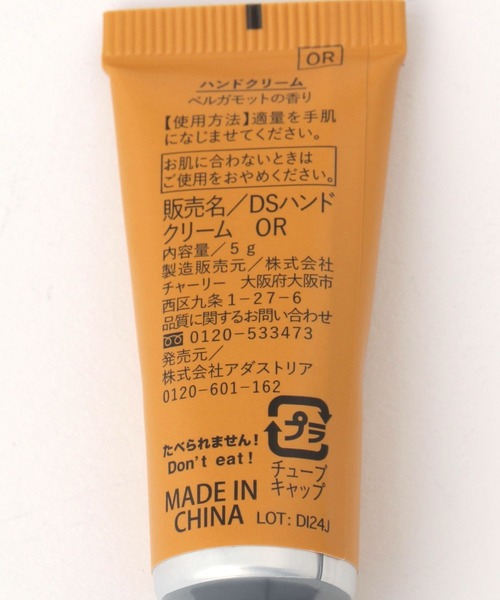 OR
ハンドクリーム
ベルガモットの香り
【使用方法】適量を手肌
になじませてください。
お肌に合わないときは
ご使用をおやめください。
販売名/DSハンド
クリーム OR
内容量/5g
製造販売元/株式会社
チャーリー 大阪府大阪市
西区九条1-27-6
品質に関するお問い合わせ
0120-533473
発売元/
株式会社アダストリア
0120-601-162
プラ
チューブ
キャップ
たべられません!
Don't eat!
MADE IN
CHINA LOT: DI24J